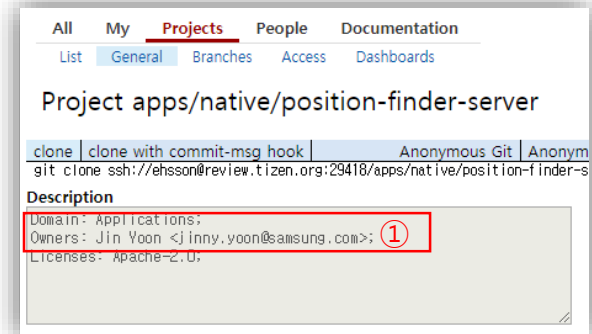 All My Projects People Documentation
List General Branches Access Dashboards
Project apps/native/position-finder-server
clone clone with commit-msg hook Anonymous Git Anonym
git clone ssh://ehsson@review.tizen.org:29418/apps/native/position-finder-s
Description
Domain: Applications;
Owners: Jin Yoon <jinny.yoon@samsung.com>; ①
Licenses: Apache-2.0;